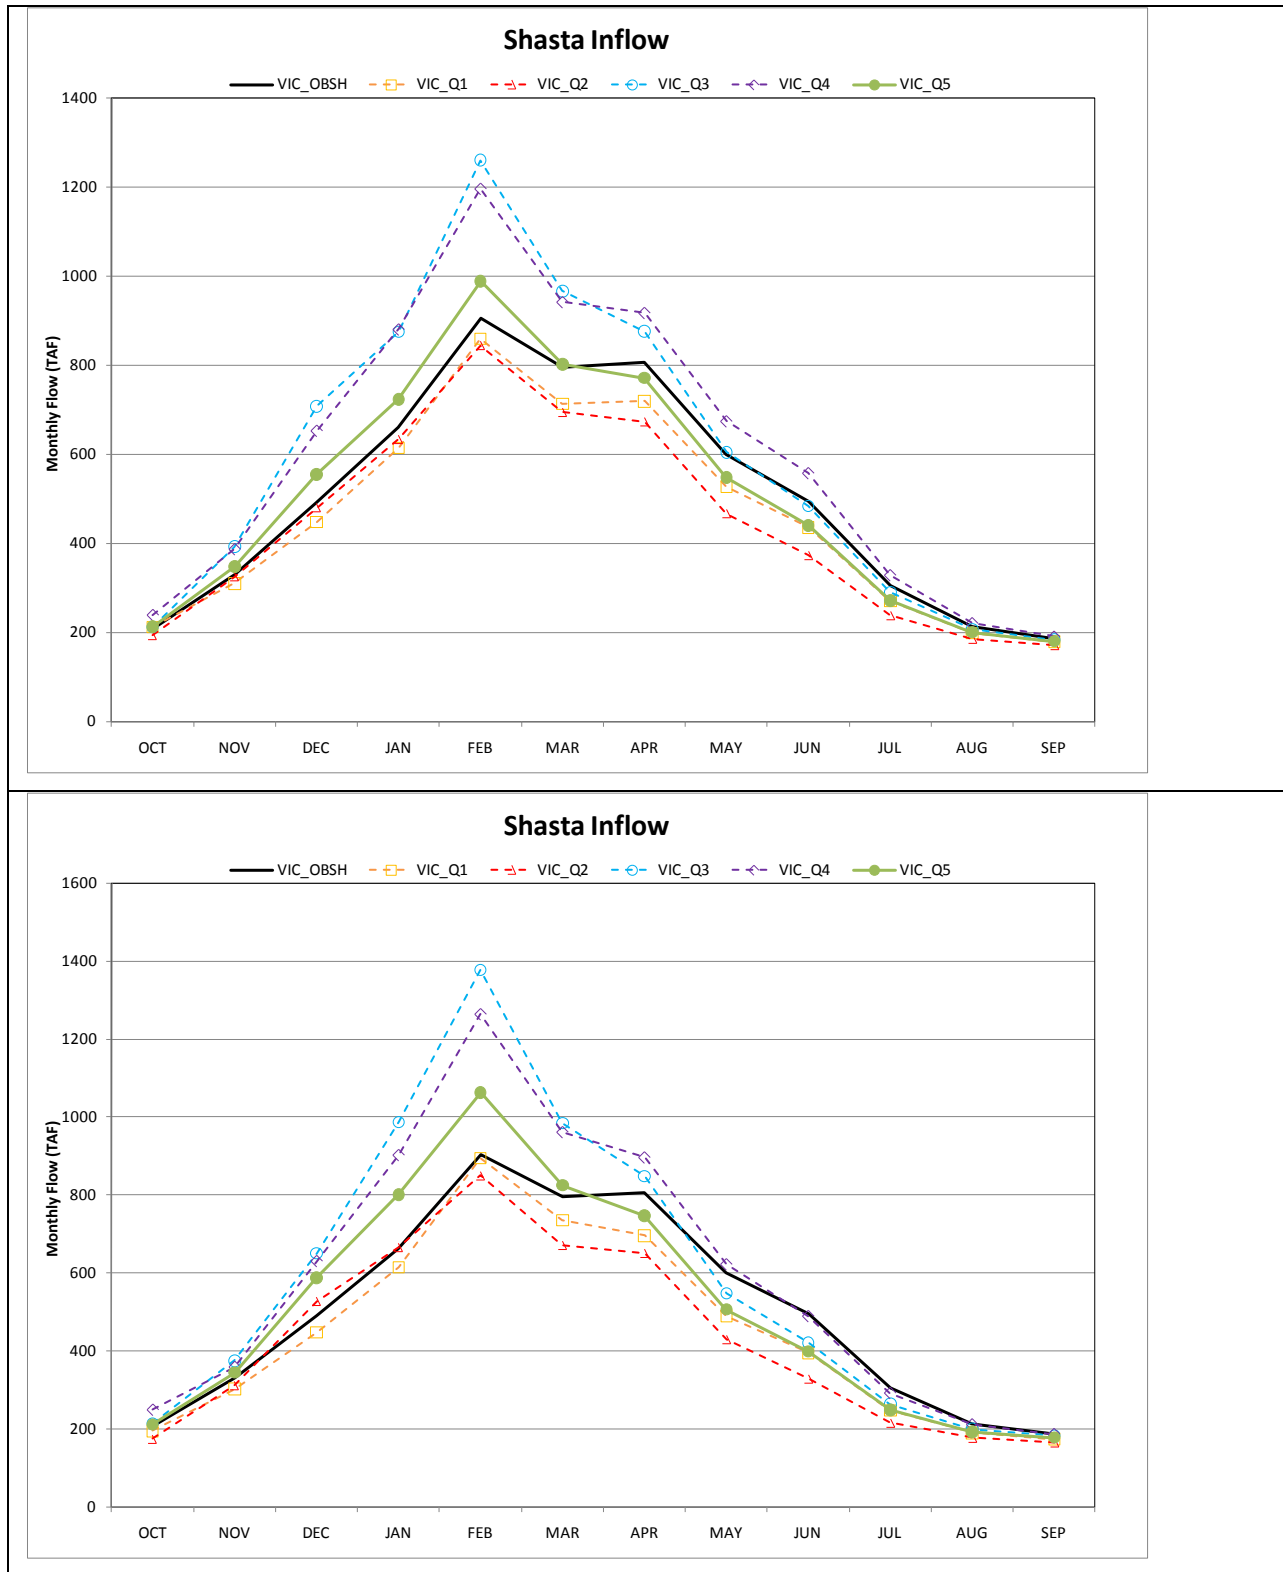 Shasta Inflow
VIC_OBSH VIC_Q1 VIC_Q2 VIC_Q3 VIC_Q4 VIC_Q5
1400
1200
1000
800
600
400
200
0
Monthly Flow (TAF)
OCT NOV DEC JAN FEB MAR APR MAY JUN JUL AUG SEP
Shasta Inflow
VIC_OBSH VIC_Q1 VIC_Q2 VIC_Q3 VIC_Q4 VIC_Q5
1600
1400
1200
1000
800
600
400
200
0
Monthly Flow (TAF)
OCT NOV DEC JAN FEB MAR APR MAY JUN JUL AUG SEP